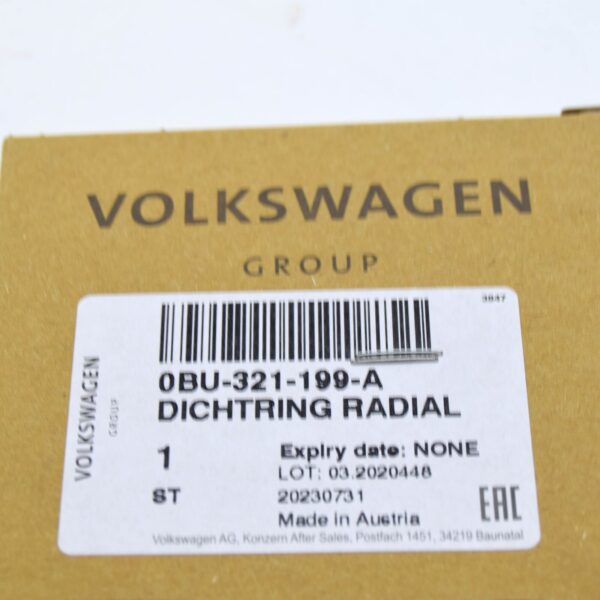 VOLKSWAGEN
GROUP
3847
VOLKSWAGEN
GROUP
0BU-321-199-A
DICHTRING RADIAL
1
Expiry date: NONE
LOT: 03.2020448
ST
20230731
Made in Austria
EAC
Volkswagen AG, Konzern After Sales, Postfach 1451, 34219 Baunatal